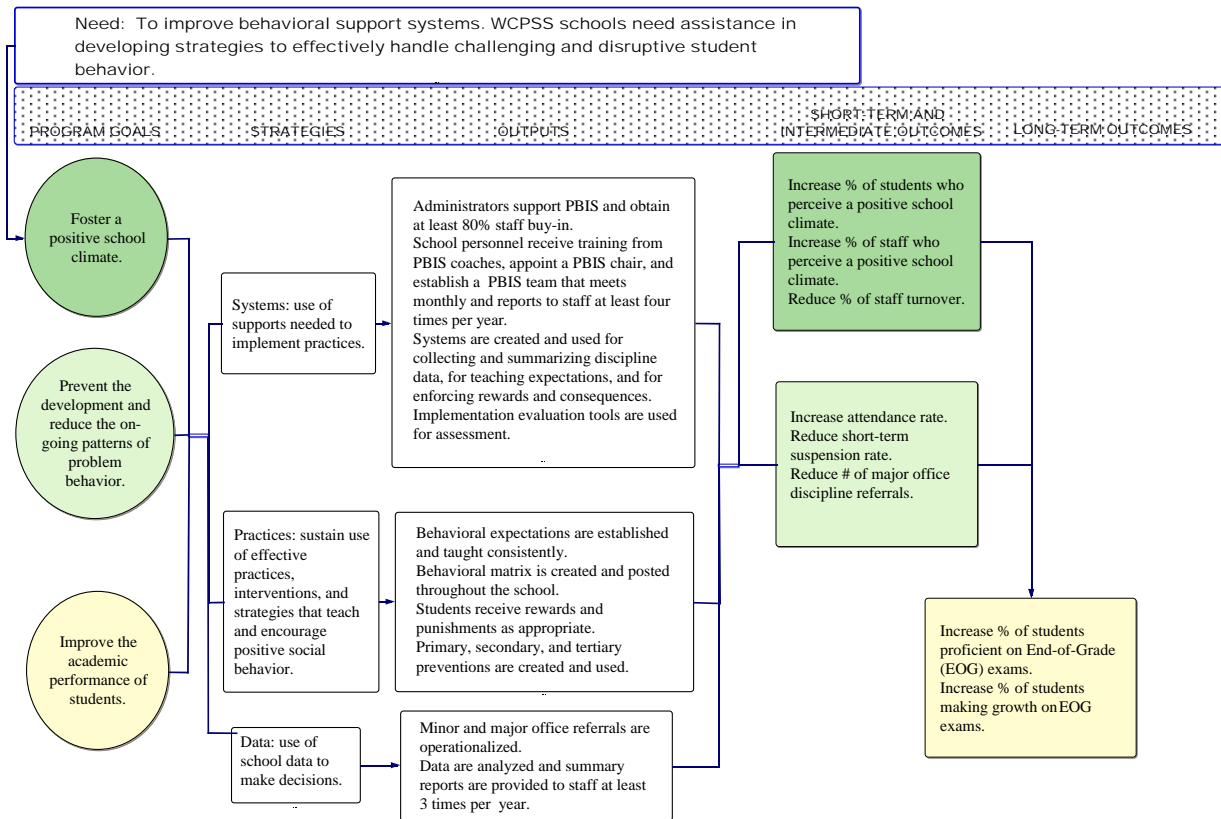 Need: To improve behavioral support systems. WCPSS schools need assistance in
developing strategies to effectively handle challenging and disruptive student
behavior.
PROGRAM GOALS
STRATEGIES
OUTPUTS
SHORT-TERM AND
INTERMEDIATE OUTCOMES
LONG-TERM OUTCOMES
Foster a
positive school
climate.
Prevent the
development and
reduce the on-
going patterns of
problem
behavior.
Improve the
academic
performance of
students.
Systems: use of
supports needed to
implement practices.
Practices: sustain use
of effective
practices,
interventions, and
strategies that teach
and encourage
positive social
behavior.
Data: use of
school data to
make decisions.
Administrators support PBIS and obtain
at least 80% staff buy-in.
School personnel receive training from
PBIS coaches, appoint a PBIS chair, and
establish a PBIS team that meets
monthly and reports to staff at least four
times per year.
Systems are created and used for
collecting and summarizing discipline
data, for teaching expectations, and for
enforcing rewards and consequences.
Implementation evaluation tools are used
for assessment.
Behavioral expectations are established
and taught consistently.
Behavioral matrix is created and posted
throughout the school.
Students receive rewards and
punishments as appropriate.
Primary, secondary, and tertiary
preventions are created and used.
Minor and major office referrals are
operationalized.
Data are analyzed and summary
reports are provided to staff at least
3 times per year.
Increase % of students who
perceive a positive school
climate.
Increase % of staff who
perceive a positive school
climate.
Reduce % of staff turnover.
Increase attendance rate.
Reduce short-term
suspension rate.
Reduce # of major office
discipline referrals.
Increase % of students
proficient on End-of-Grade
(EOG) exams.
Increase % of students
making growth on EOG
exams.